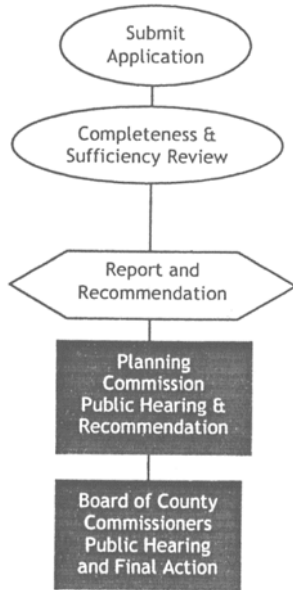 Submit
Application
Completeness &
Sufficiency Review
Report and
Recommendation
Planning
Commission
Public Hearing &
Recommendation
Board of County
Commissioners
Public Hearing
and Final Action